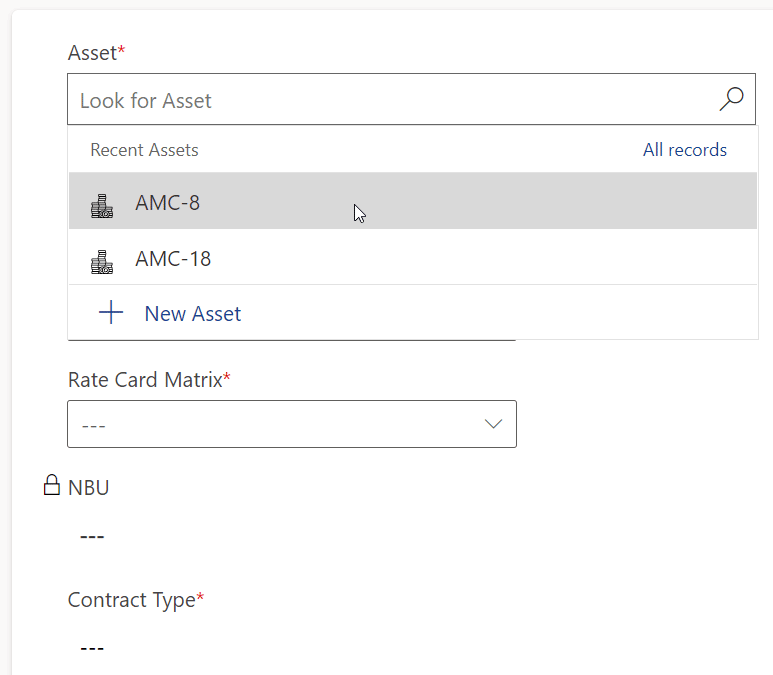 Asset*
Look for Asset
Recent Assets All records
AMC-8
AMC-18
New Asset
Rate Card Matrix*
---
NBU
---
Contract Type*
---